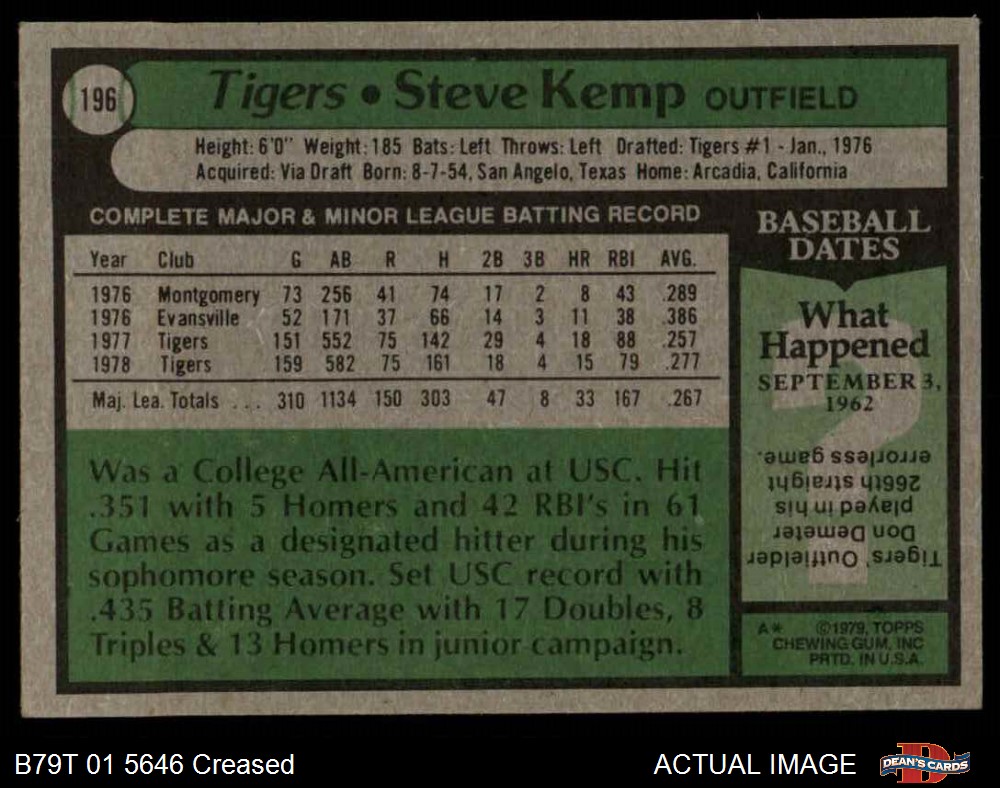 196
Tigers • Steve Kemp OUTFIELD
Height: 6'0" Weight: 185 Bats: Left Throws: Left Drafted: Tigers #1 - Jan., 1976
Acquired: Via Draft Born: 8-7-54, San Angelo, Texas Home: Arcadia, California
COMPLETE MAJOR & MINOR LEAGUE BATTING RECORD
Year Club G AB R H 2B 3B HR RBI AVG.
1976 Montgomery 73 256 41 74 17 2 8 43 .289
1976 Evansville 52 171 37 66 14 3 11 38 .386
1977 Tigers 151 552 75 142 29 4 18 88 .257
1978 Tigers 159 582 75 161 18 4 15 79 .277
Maj. Lea. Totals ... 310 1134 150 303 47 8 33 167 .267
Was a College All-American at USC. Hit
.351 with 5 Homers and 42 RBI's in 61
Games as a designated hitter during his
sophomore season. Set USC record with
.435 Batting Average with 17 Doubles, 8
Triples & 13 Homers in junior campaign.
BASEBALL
DATES
What
Happened
SEPTEMBER 3,
1962
?
Tigers' Outfielder
Don Demeter
played in his
266th straight
errorless game.
A* ©1979, TOPPS
CHEWING GUM, INC
PRTD. IN U.S.A.
B79T 01 5646 Creased
ACTUAL IMAGE
D
DEAN'S CARDS